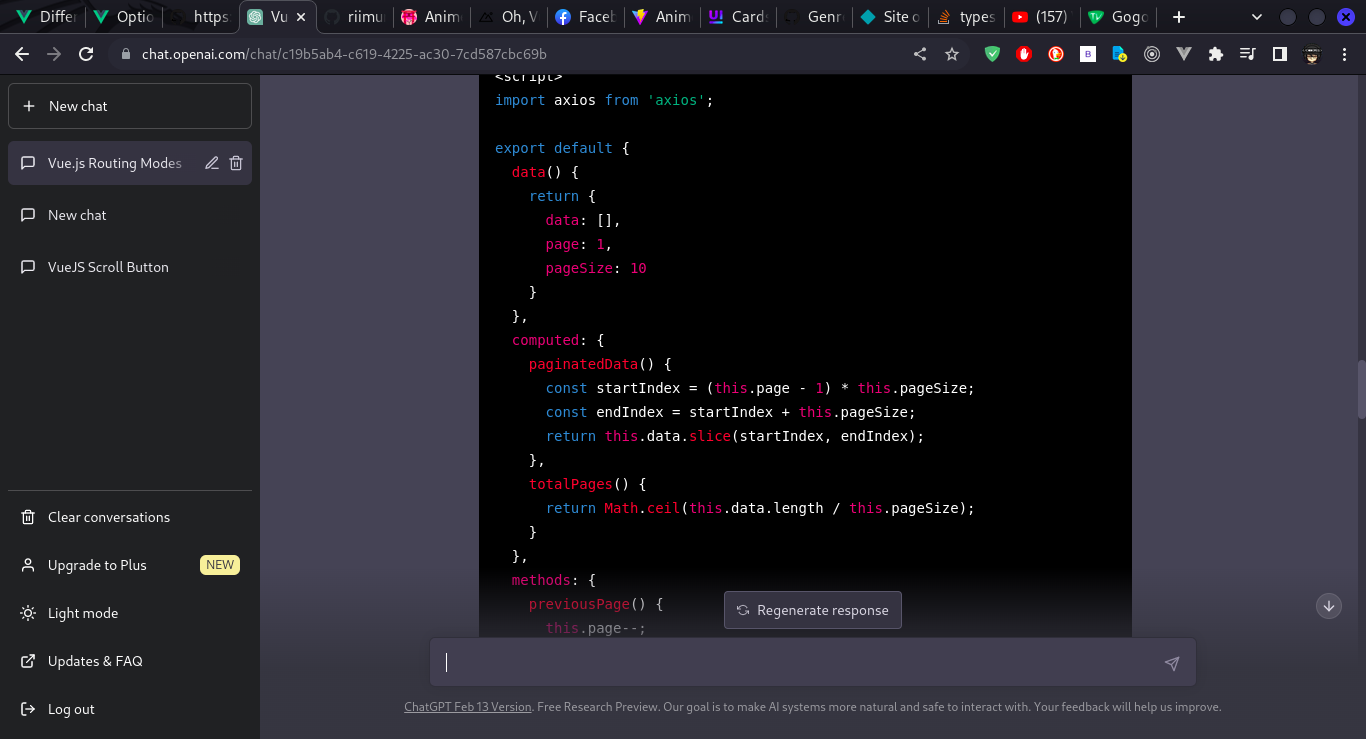 Differ
Optio
https
Vu
riimu
Anime
Oh, V
Faceb
Anim
Cards
Genr
Site o
types
(157)
Gogo
chat.openai.com/chat/c19b5ab4-c619-4225-ac30-7cd587cbc69b
New chat
Vue.js Routing Modes
New chat
VueJS Scroll Button
Clear conversations
Upgrade to Plus NEW
Light mode
Updates & FAQ
Log out
<script>
import axios from 'axios';
export default {
data() {
return {
data: [],
page: 1,
pageSize: 10
}
},
computed: {
paginatedData() {
const startIndex = (this.page - 1) * this.pageSize;
const endIndex = startIndex + this.pageSize;
return this.data.slice(startIndex, endIndex);
},
totalPages() {
return Math.ceil(this.data.length / this.pageSize);
}
},
methods: {
previousPage() {
this.page--;
Regenerate response
ChatGPT Feb 13 Version. Free Research Preview. Our goal is to make AI systems more natural and safe to interact with. Your feedback will help us improve.